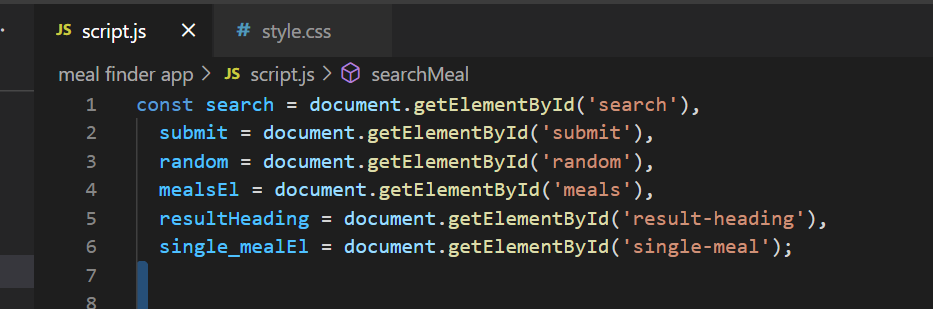 JS script.js × # style.css
meal finder app > JS script.js > searchMeal
1 const search = document.getElementById('search'),
2 submit = document.getElementById('submit'),
3 random = document.getElementById('random'),
4 mealsEl = document.getElementById('meals'),
5 resultHeading = document.getElementById('result-heading'),
6 single_mealEl = document.getElementById('single-meal');
7
8